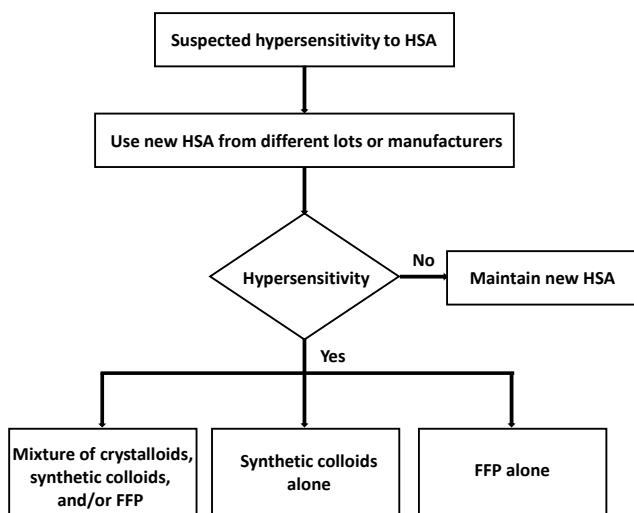 Suspected hypersensitivity to HSA
Use new HSA from different lots or manufacturers
Hypersensitivity
No
Maintain new HSA
Yes
Mixture of crystalloids,
synthetic colloids,
and/or FFP
Synthetic colloids
alone
FFP alone